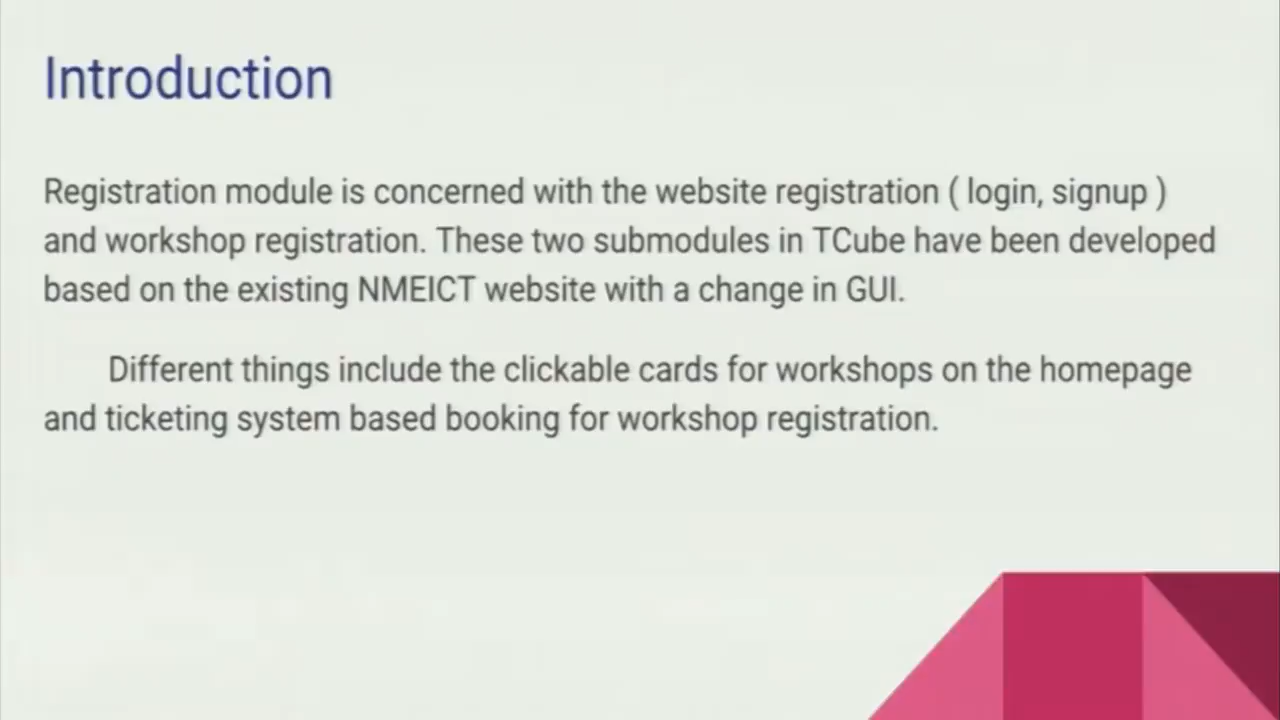 Introduction
Registration module is concerned with the website registration ( login, signup )
and workshop registration. These two submodules in TCube have been developed
based on the existing NMEICT website with a change in GUI.
Different things include the clickable cards for workshops on the homepage
and ticketing system based booking for workshop registration.